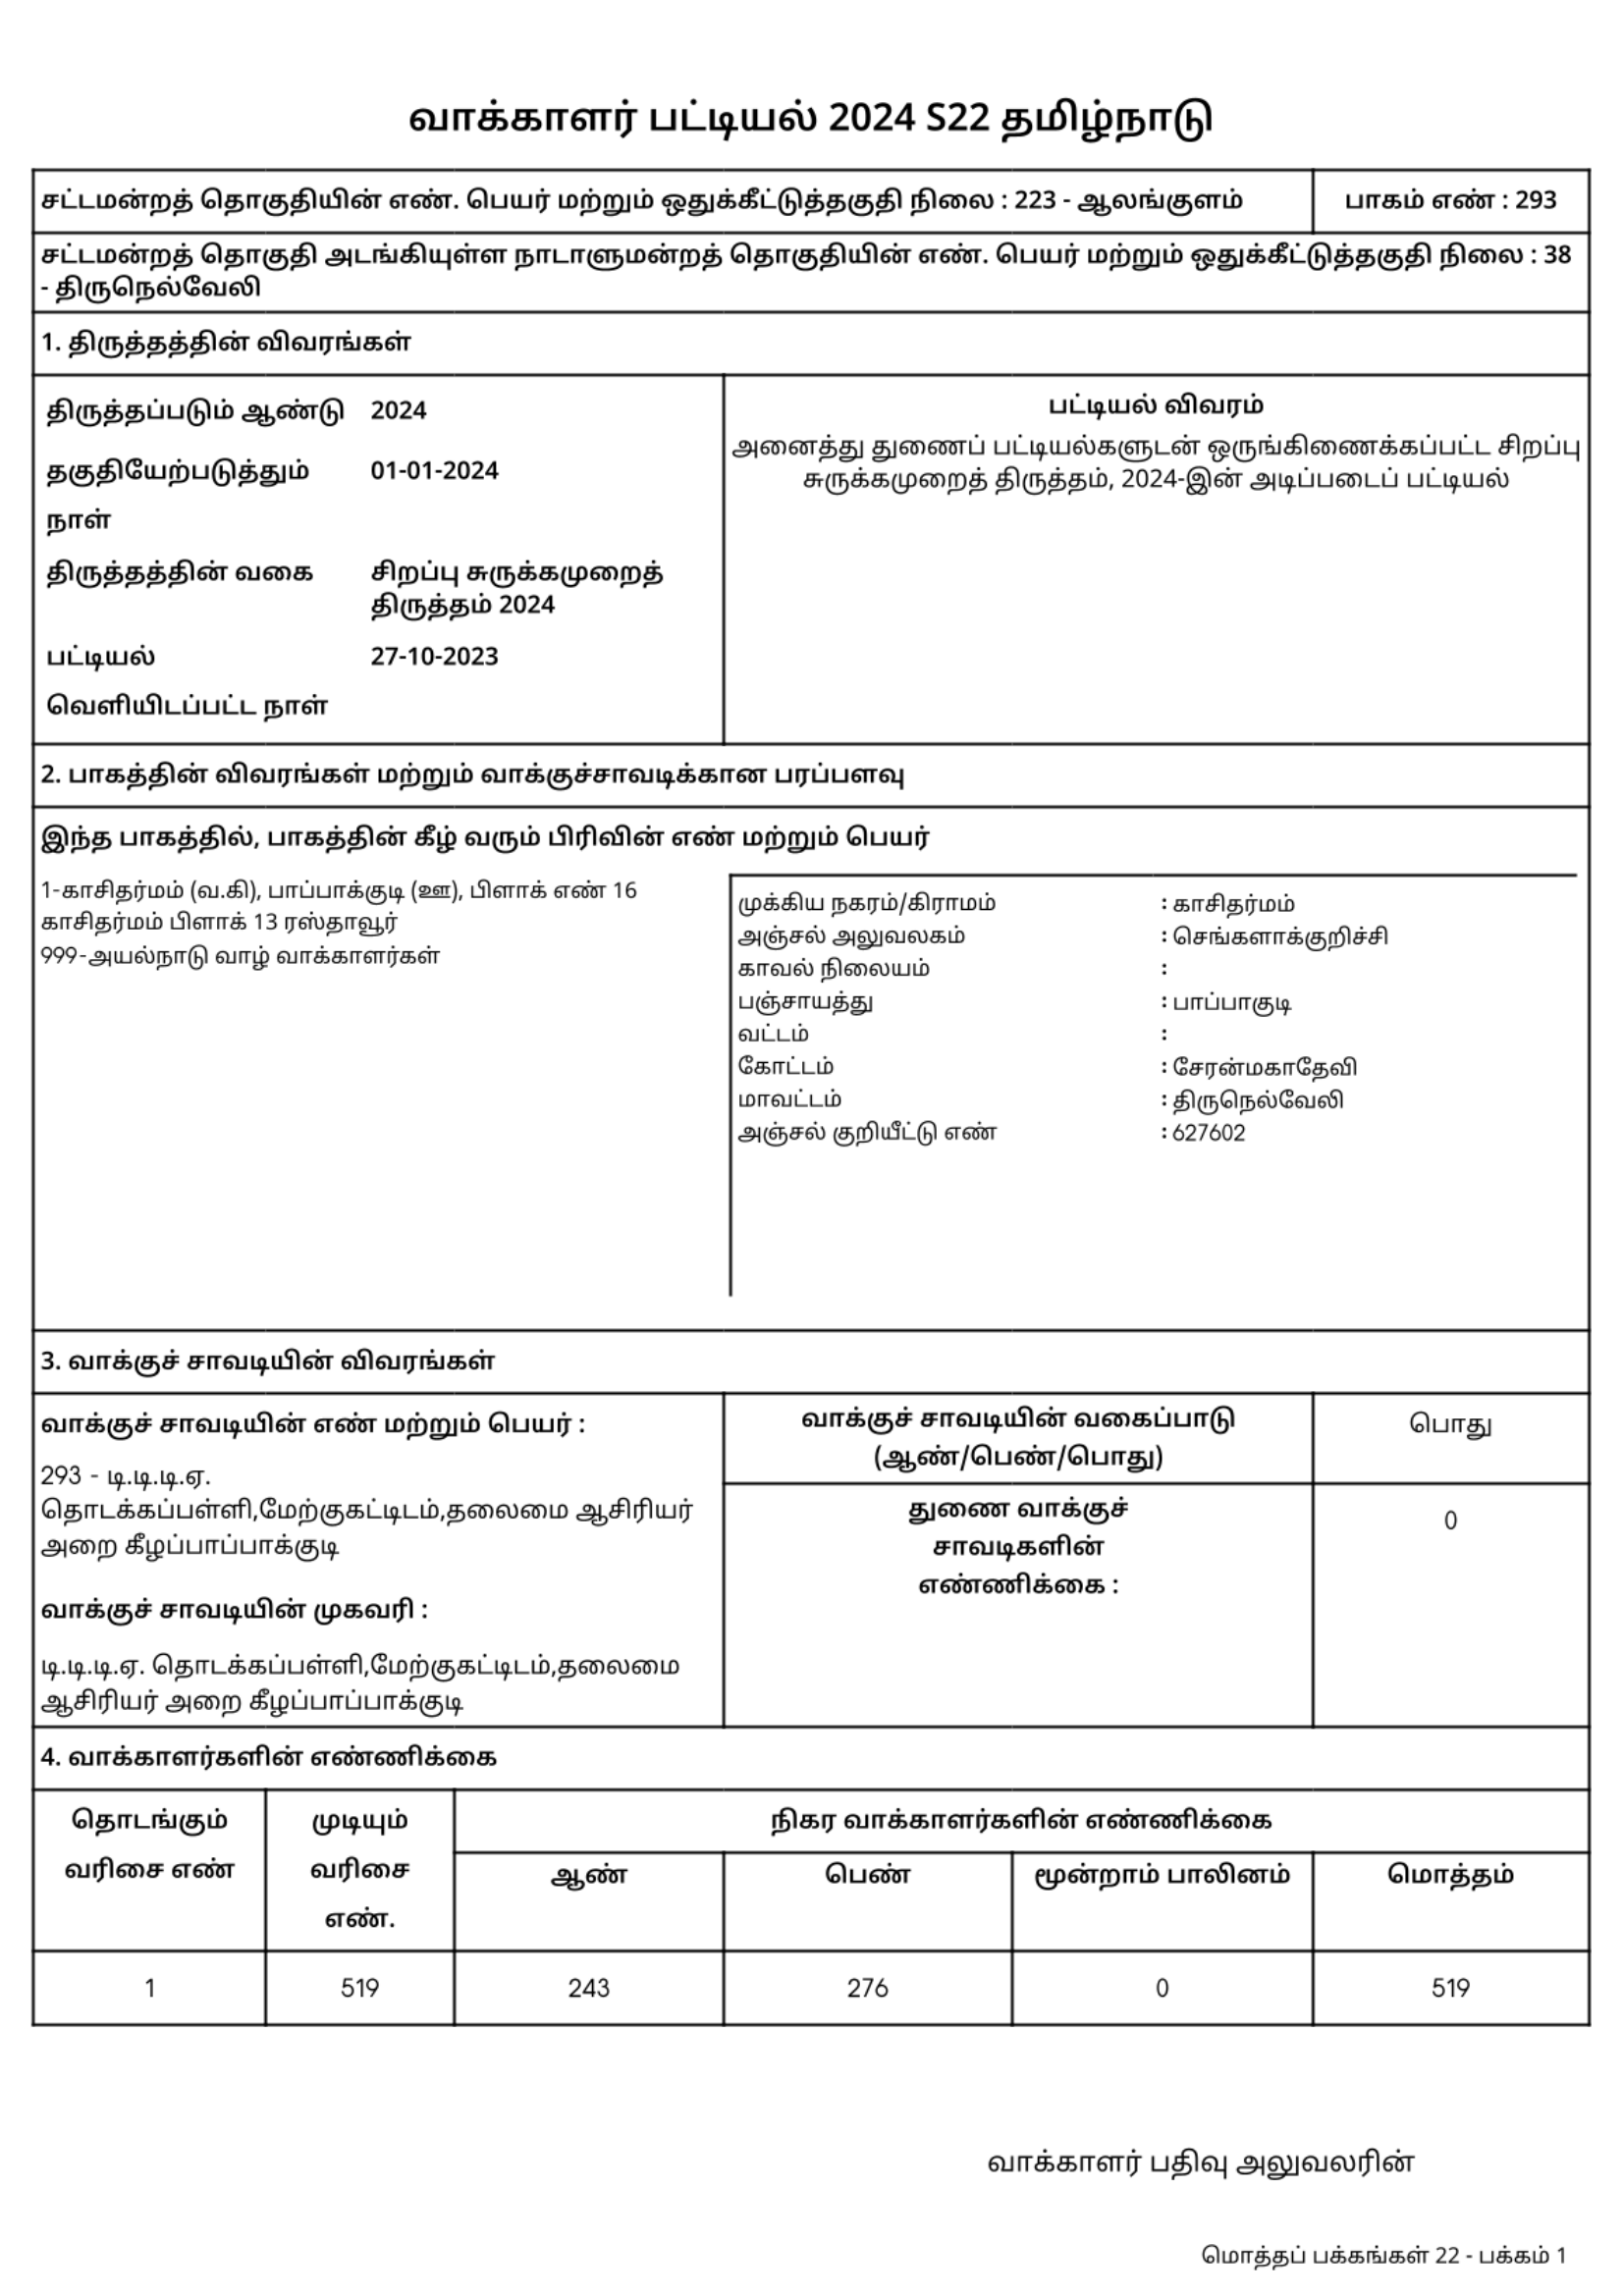 வாக்காளர் பட்டியல் 2024 S22 தமிழ்நாடு
சட்டமன்றத் தொகுதியின் எண். பெயர் மற்றும் ஒதுக்கீட்டுத்தகுதி நிலை : 223 - ஆலங்குளம்
பாகம் எண் : 293
சட்டமன்றத் தொகுதி அடங்கியுள்ள நாடாளுமன்றத் தொகுதியின் எண். பெயர் மற்றும் ஒதுக்கீட்டுத்தகுதி நிலை : 38
- திருநெல்வேலி
1. திருத்தத்தின் விவரங்கள்
திருத்தப்படும் ஆண்டு 2024
தகுதியேற்படுத்தும் 01-01-2024
நாள்
திருத்தத்தின் வகை சிறப்பு சுருக்கமுறைத்
திருத்தம் 2024
பட்டியல் 27-10-2023
வெளியிடப்பட்ட நாள்
பட்டியல் விவரம்
அனைத்து துணைப் பட்டியல்களுடன் ஒருங்கிணைக்கப்பட்ட சிறப்பு
சுருக்கமுறைத் திருத்தம், 2024-இன் அடிப்படைப் பட்டியல்
2. பாகத்தின் விவரங்கள் மற்றும் வாக்குச்சாவடிக்கான பரப்பளவு
இந்த பாகத்தில், பாகத்தின் கீழ் வரும் பிரிவின் எண் மற்றும் பெயர்
1-காசிதர்மம் (வ.கி), பாப்பாக்குடி (ஊ), பிளாக் எண் 16
காசிதர்மம் பிளாக் 13 ரஸ்தாவூர்
999-அயல்நாடு வாழ் வாக்காளர்கள்
முக்கிய நகரம்/கிராமம் : காசிதர்மம்
அஞ்சல் அலுவலகம் : செங்களாக்குறிச்சி
காவல் நிலையம் :
பஞ்சாயத்து : பாப்பாகுடி
வட்டம் :
கோட்டம் : சேரன்மகாதேவி
மாவட்டம் : திருநெல்வேலி
அஞ்சல் குறியீட்டு எண் : 627602
3. வாக்குச் சாவடியின் விவரங்கள்
வாக்குச் சாவடியின் எண் மற்றும் பெயர் :
293 - டி.டி.டி.ஏ.
தொடக்கப்பள்ளி,மேற்குகட்டிடம்,தலைமை ஆசிரியர்
அறை கீழப்பாப்பாக்குடி
வாக்குச் சாவடியின் முகவரி :
டி.டி.டி.ஏ. தொடக்கப்பள்ளி,மேற்குகட்டிடம்,தலைமை
ஆசிரியர் அறை கீழப்பாப்பாக்குடி
வாக்குச் சாவடியின் வகைப்பாடு
(ஆண்/பெண்/பொது)
பொது
துணை வாக்குச்
சாவடிகளின்
எண்ணிக்கை :
0
4. வாக்காளர்களின் எண்ணிக்கை
தொடங்கும்
வரிசை எண்
முடியும்
வரிசை
எண்.
நிகர வாக்காளர்களின் எண்ணிக்கை
ஆண் பெண் மூன்றாம் பாலினம் மொத்தம்
1 519 243 276 0 519
வாக்காளர் பதிவு அலுவலரின்
மொத்தப் பக்கங்கள் 22 - பக்கம் 1